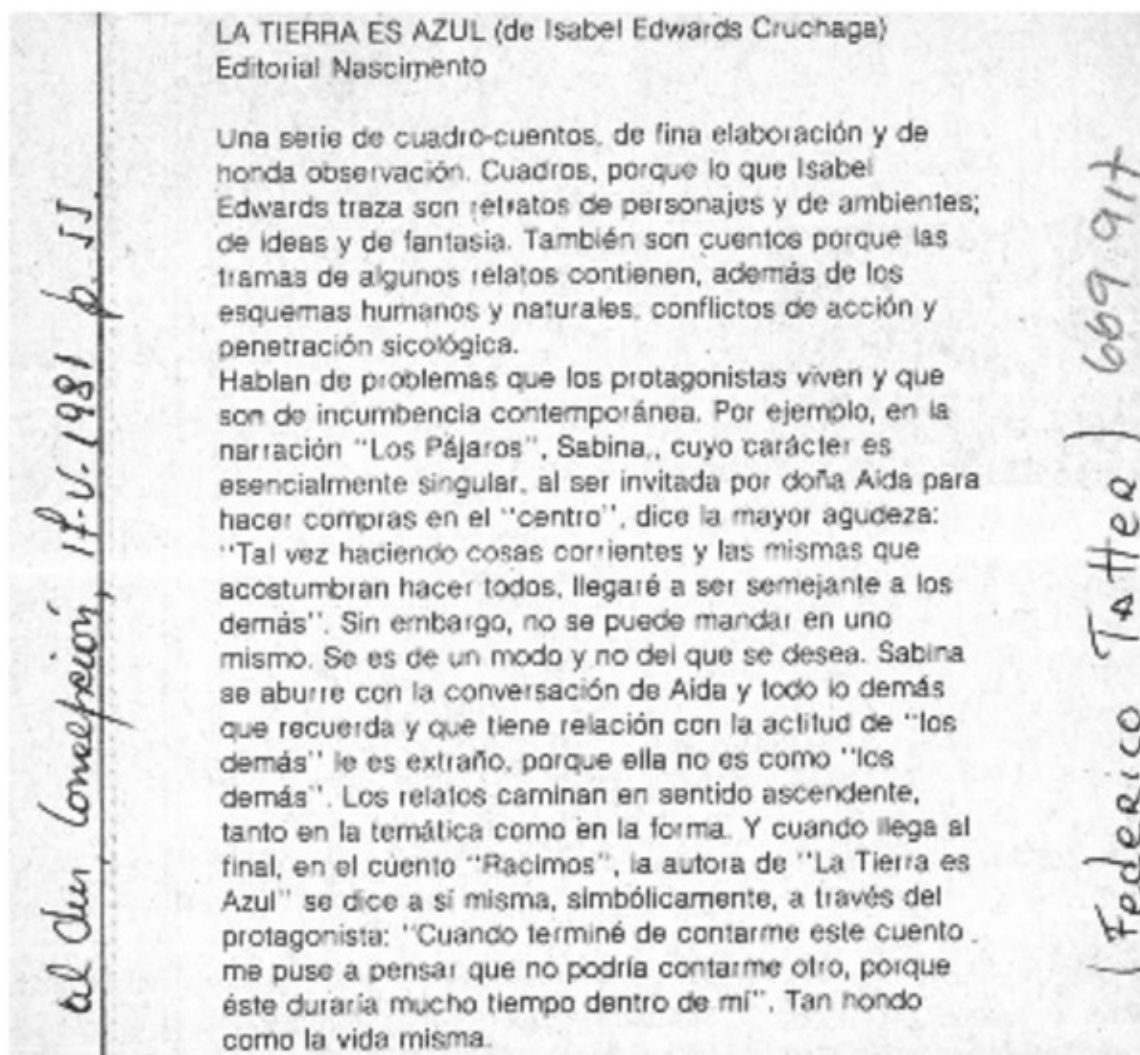 LA TIERRA ES AZUL (de Isabel Edwards Cruchaga)
Editorial Nascimento
Una serie de cuadro-cuentos, de fina elaboración y de
honda observación. Cuadros, porque lo que Isabel
Edwards traza son retratos de personajes y de ambientes;
de ideas y de fantasia. También son cuentos porque las
tramas de algunos relatos contienen, además de los
esquemas humanos y naturales, conflictos de acción y
penetración sicológica.
Hablan de problemas que los protagonistas viven y que
son de incumbencia contemporánea. Por ejemplo, en la
narración "Los Pájaros", Sabina,, cuyo carácter es
esencialmente singular, al ser invitada por doña Aida para
hacer compras en el "centro", dice la mayor agudeza:
"Tal vez haciendo cosas corrientes y las mismas que
acostumbran hacer todos, llegaré a ser semejante a los
demás". Sin embargo, no se puede mandar en uno
mismo. Se es de un modo y no del que se desea. Sabina
se aburre con la conversación de Aida y todo lo demás
que recuerda y que tiene relación con la actitud de "los
demás" le es extraño, porque ella no es como "los
demás". Los relatos caminan en sentido ascendente,
tanto en la temática como en la forma. Y cuando llega al
final, en el cuento "Racimos", la autora de "La Tierra es
Azul" se dice a sí misma, simbólicamente, a través del
protagonista: "Cuando terminé de contarme este cuento
me puse a pensar que no podría contarme otro, porque
éste duraría mucho tiempo dentro de mí". Tan hondo
como la vida misma.
Concepción, V. 1981 p.
(Federico Tatter) 669.917